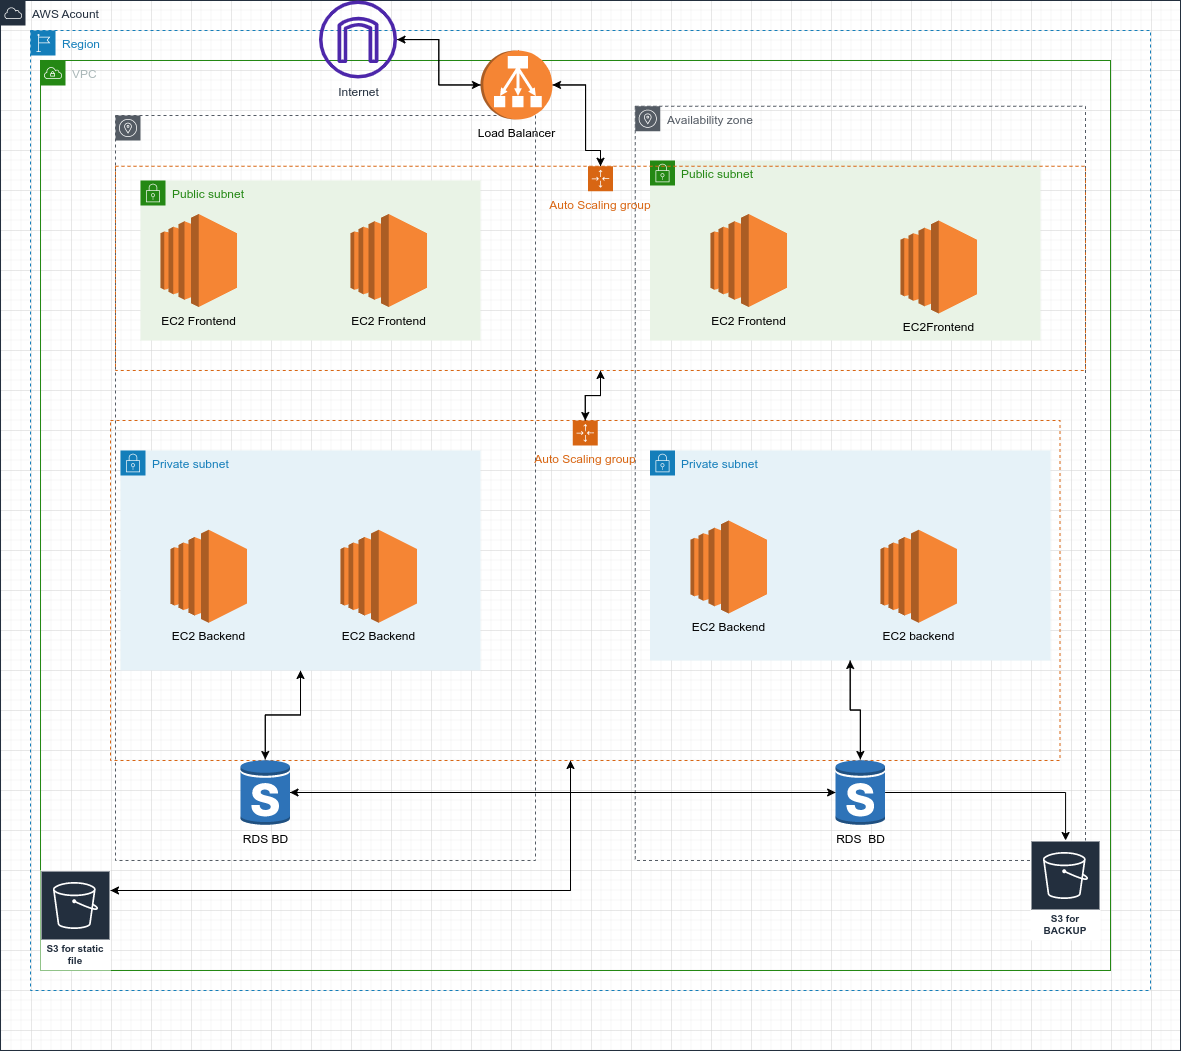 AWS Acount
Region
VPC
Internet
Load Balancer
Availability zone
Public subnet
Auto Scaling group
Public subnet
EC2 Frontend
EC2 Frontend
EC2 Frontend
EC2Frontend
Auto Scaling group
Private subnet
Private subnet
EC2 Backend
EC2 Backend
EC2 Backend
EC2 backend
S
S
RDS BD
RDS  BD
S3 for static
file
S3 for
BACKUP